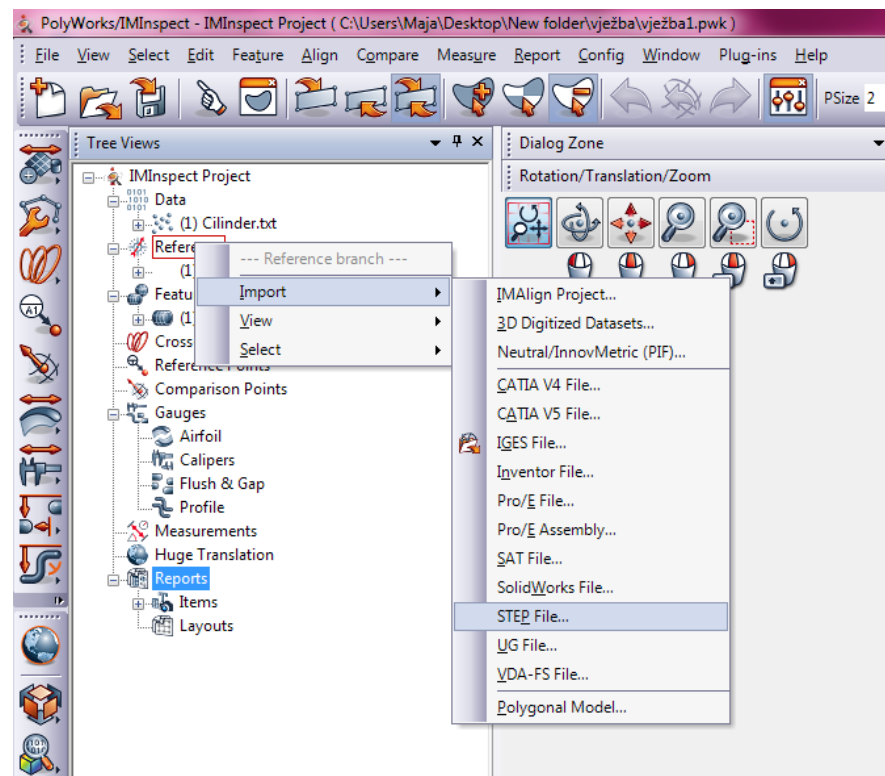 PolyWorks/IMInspect - IMInspect Project ( C:\Users\Maja\Desktop\New folder\vježba\vježba1.pwk )
File View Select Edit Feature Align Compare Measure Report Config Window Plug-ins Help
PSize 2
Tree Views
Dialog Zone
Rotation/Translation/Zoom
IMInspect Project
Data
(1) Cilinder.txt
Refere
(1)
Featu
(1
Cross
Reference Points
Comparison Points
Gauges
Airfoil
Calipers
Flush & Gap
Profile
Measurements
Huge Translation
Reports
Items
Layouts
--- Reference branch ---
Import
View
Select
IMAlign Project...
3D Digitized Datasets...
Neutral/InnovMetric (PIF)...
CATIA V4 File...
CATIA V5 File...
IGES File...
Inventor File...
Pro/E File...
Pro/E Assembly...
SAT File...
SolidWorks File...
STEP File...
UG File...
VDA-FS File...
Polygonal Model...